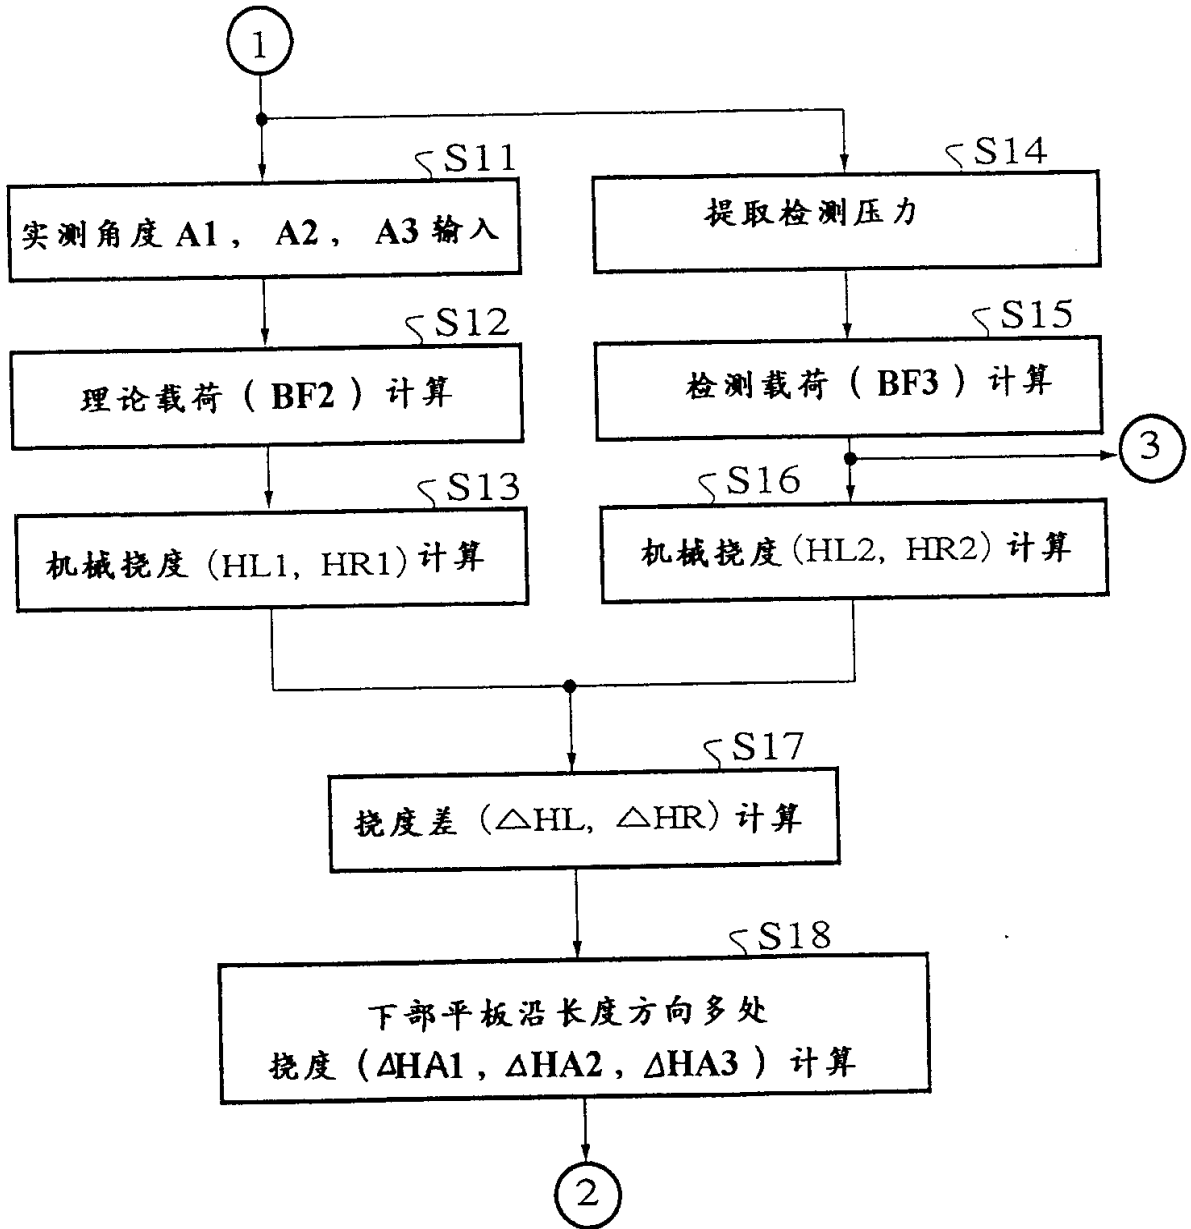 1
S11
实测角度 A1, A2, A3 输入
S12
理论载荷 (BF2) 计算
S13
机械挠度 (HL1, HR1) 计算
S14
提取检测压力
S15
检测载荷 (BF3) 计算
3
S16
机械挠度 (HL2, HR2) 计算
S17
挠度差 (△HL, △HR) 计算
S18
下部平板沿长度方向多处
挠度 (ΔHA1, ΔHA2, ΔHA3) 计算
2